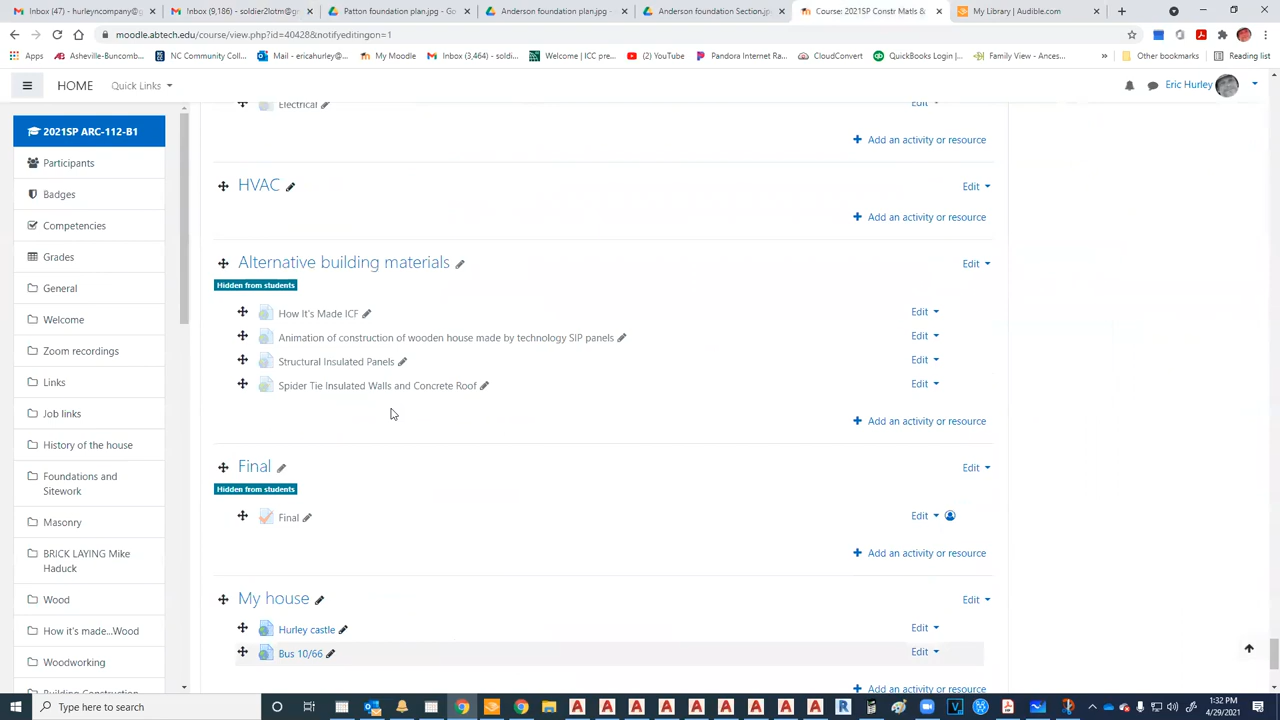 Inbox (47) - hurleyec@abtech.ed
Inbox (9,186) - soldier2lotm@g
Patton foundation plan.jpg - Go
Anderson foundation plan.jpg -
Anderson foundation section.jp
Course: 2021SP Constr Matls &
My Library | Audible.com
moodle.abtech.edu/course/view.php?id=40428&notifyeditingon=1
Apps
Asheville-Buncomb...
NC Community Col...
Mail - ericahurley@...
My Moodle
Inbox (3,464) - solid...
Welcome | ICC pre...
(2) YouTube
Pandora Internet Ra...
CloudConvert
QuickBooks Login |...
Family View - Ances...
»
Other bookmarks
Reading list
HOME
Quick Links
Eric Hurley
2021SP ARC-112-B1
Participants
Badges
Competencies
Grades
General
Welcome
Zoom recordings
Links
Job links
History of the house
Foundations and
Sitework
Masonry
BRICK LAYING Mike
Haduck
Wood
How it's made...Wood
Woodworking
Building Construction
Electrical
Edit
Add an activity or resource
HVAC
Edit
Add an activity or resource
Alternative building materials
Edit
Hidden from students
How It's Made ICF
Edit
Animation of construction of wooden house made by technology SIP panels
Edit
Structural Insulated Panels
Edit
Spider Tie Insulated Walls and Concrete Roof
Edit
Add an activity or resource
Final
Edit
Hidden from students
Final
Edit
Add an activity or resource
My house
Edit
Hurley castle
Edit
Bus 10/66
Edit
Add an activity or resource
Type here to search
1:32 PM
4/29/2021